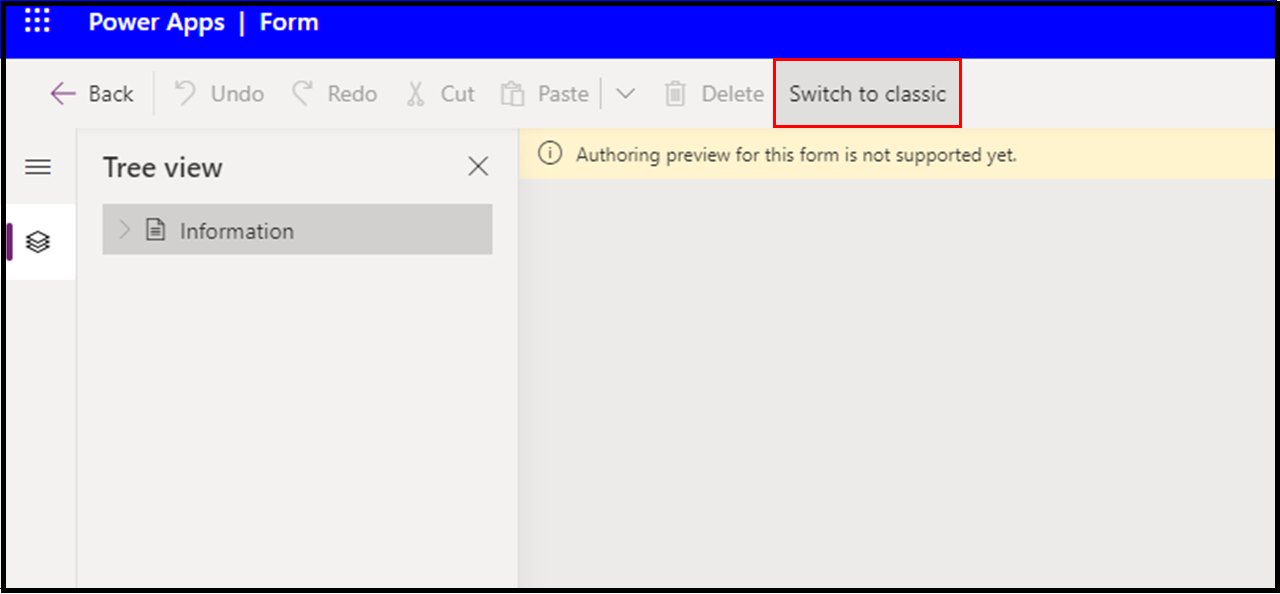 Power Apps | Form
Back Undo Redo Cut Paste Delete Switch to classic
Authoring preview for this form is not supported yet.
Tree view
Information